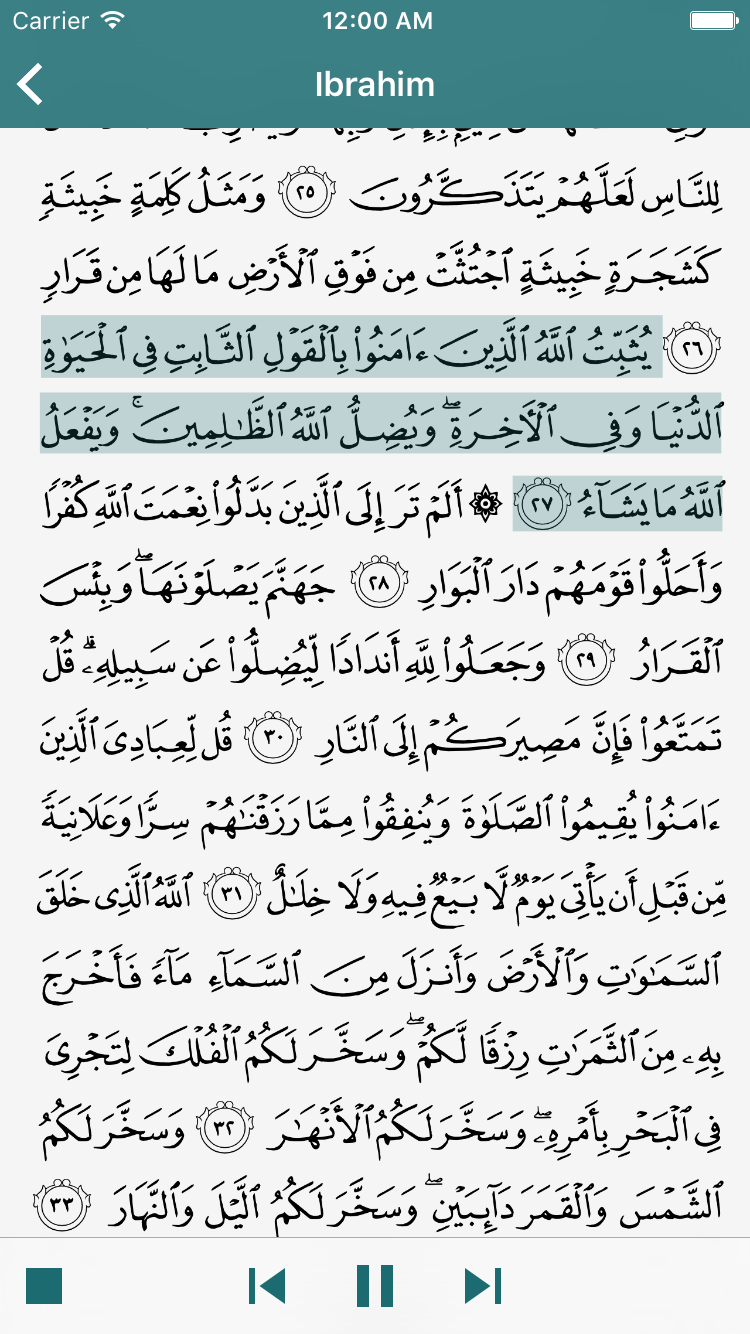 Carrier 12:00 AM
Ibrahim
لِلنَّاسِ لَعَلَّهُمْ يَتَذَكَّرُونَ ٢٥ وَمَثَلُ كَلِمَةٍ خَبِيثَةٍ
كَشَجَرَةٍ خَبِيثَةٍ ٱجْتُثَّتْ مِن فَوْقِ ٱلْأَرْضِ مَا لَهَا مِن قَرَارٍ
٢٦ يُثَبِّتُ ٱللَّهُ ٱلَّذِينَ ءَامَنُوا۟ بِٱلْقَوْلِ ٱلثَّابِتِ فِى ٱلْحَيَوٰةِ
ٱلدُّنْيَا وَفِى ٱلْـَٔاخِرَةِ ۖ وَيُضِلُّ ٱللَّهُ ٱلظَّـٰلِمِينَ ۚ وَيَفْعَلُ
ٱللَّهُ مَا يَشَآءُ ٢٧ ۞ أَلَمْ تَرَ إِلَى ٱلَّذِينَ بَدَّلُوا۟ نِعْمَتَ ٱللَّهِ كُفْرًا
وَأَحَلُّوا۟ قَوْمَهُمْ دَارَ ٱلْبَوَارِ ٢٨ جَهَنَّمَ يَصْلَوْنَهَا ۖ وَبِئْسَ
ٱلْقَرَارُ ٢٩ وَجَعَلُوا۟ لِلَّهِ أَندَادًا لِّيُضِلُّوا۟ عَن سَبِيلِهِۦ ۗ قُلْ
تَمَتَّعُوا۟ فَإِنَّ مَصِيرَكُمْ إِلَى ٱلنَّارِ ٣٠ قُل لِّعِبَادِىَ ٱلَّذِينَ
ءَامَنُوا۟ يُقِيمُوا۟ ٱلصَّلَوٰةَ وَيُنفِقُوا۟ مِمَّا رَزَقْنَـٰهُمْ سِرًّا وَعَلَانِيَةً
مِّن قَبْلِ أَن يَأْتِىَ يَوْمٌ لَّا بَيْعٌ فِيهِ وَلَا خِلَـٰلٌ ٣١ ٱللَّهُ ٱلَّذِى خَلَقَ
ٱلسَّمَـٰوَٰتِ وَٱلْأَرْضَ وَأَنزَلَ مِنَ ٱلسَّمَآءِ مَآءً فَأَخْرَجَ
بِهِۦ مِنَ ٱلثَّمَرَٰتِ رِزْقًا لَّكُمْ ۖ وَسَخَّرَ لَكُمُ ٱلْفُلْكَ لِتَجْرِىَ
فِى ٱلْبَحْرِ بِأَمْرِهِۦ ۖ وَسَخَّرَ لَكُمُ ٱلْأَنْهَـٰرَ ٣٢ وَسَخَّرَ لَكُمُ
ٱلشَّمْسَ وَٱلْقَمَرَ دَآئِبَيْنِ ۖ وَسَخَّرَ لَكُمُ ٱلَّيْلَ وَٱلنَّهَارَ ٣٣